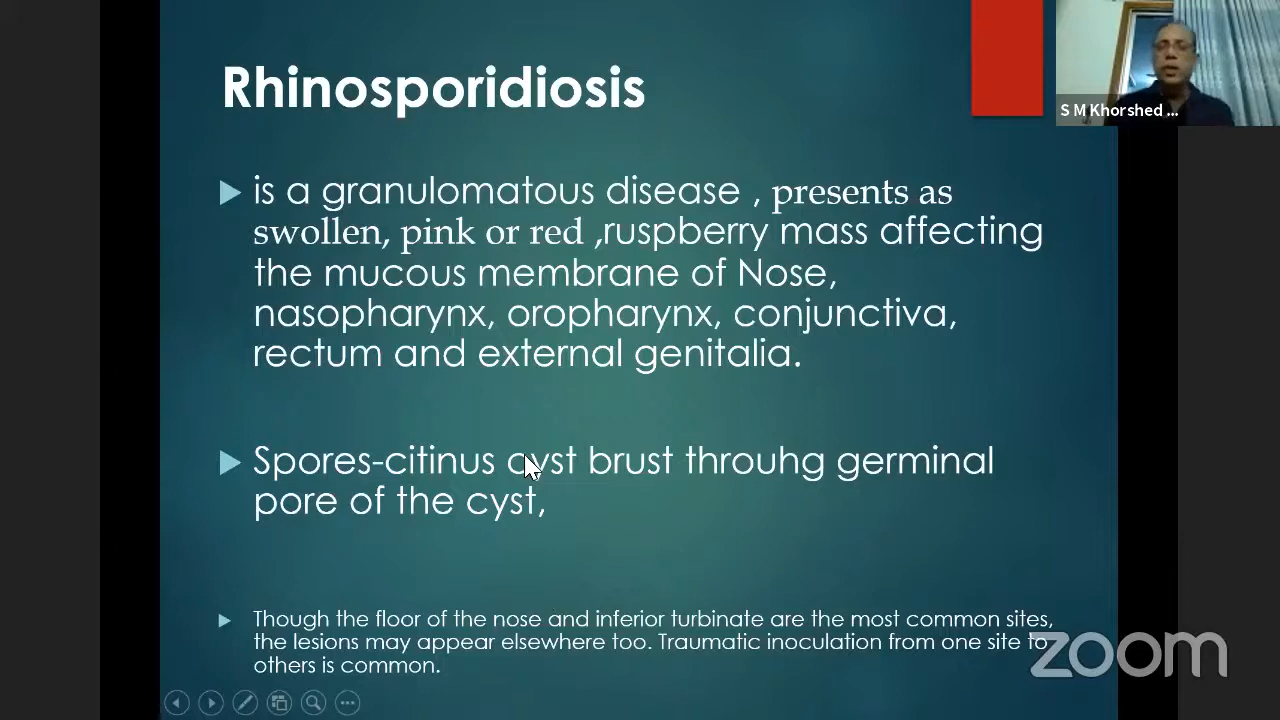 Rhinosporidiosis
S M Khorshed ...
is a granulomatous disease , presents as
swollen, pink or red ,ruspberry mass affecting
the mucous membrane of Nose,
nasopharynx, oropharynx, conjunctiva,
rectum and external genitalia.
Spores-citinus cyst brust throuhg germinal
pore of the cyst,
Though the floor of the nose and inferior turbinate are the most common sites,
the lesions may appear elsewhere too. Traumatic inoculation from one site to
others is common.
zoom